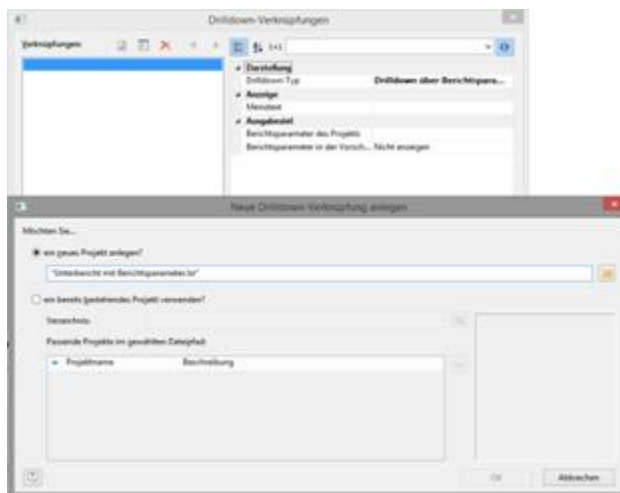 Drilldown-Verknüpfungen
Verknüpfungen:
Darstellung
Drilldown Typ Drilldown über Berichtspara...
Anzeige
Menütext
Ausgabeziel
Berichtsparameter des Projekts
Berichtsparameter in der Vorsch... Nicht anzeigen
Neue Drilldown-Verknüpfung anlegen
Möchten Sie...
ein neues Projekt anlegen?
"Unterbericht mit Berichtsparameter.lsr"
ein bereits bestehendes Projekt verwenden?
Verzeichnis:
Passende Projekte im gewählten Dateipfad:
Projektname Beschreibung
OK Abbrechen